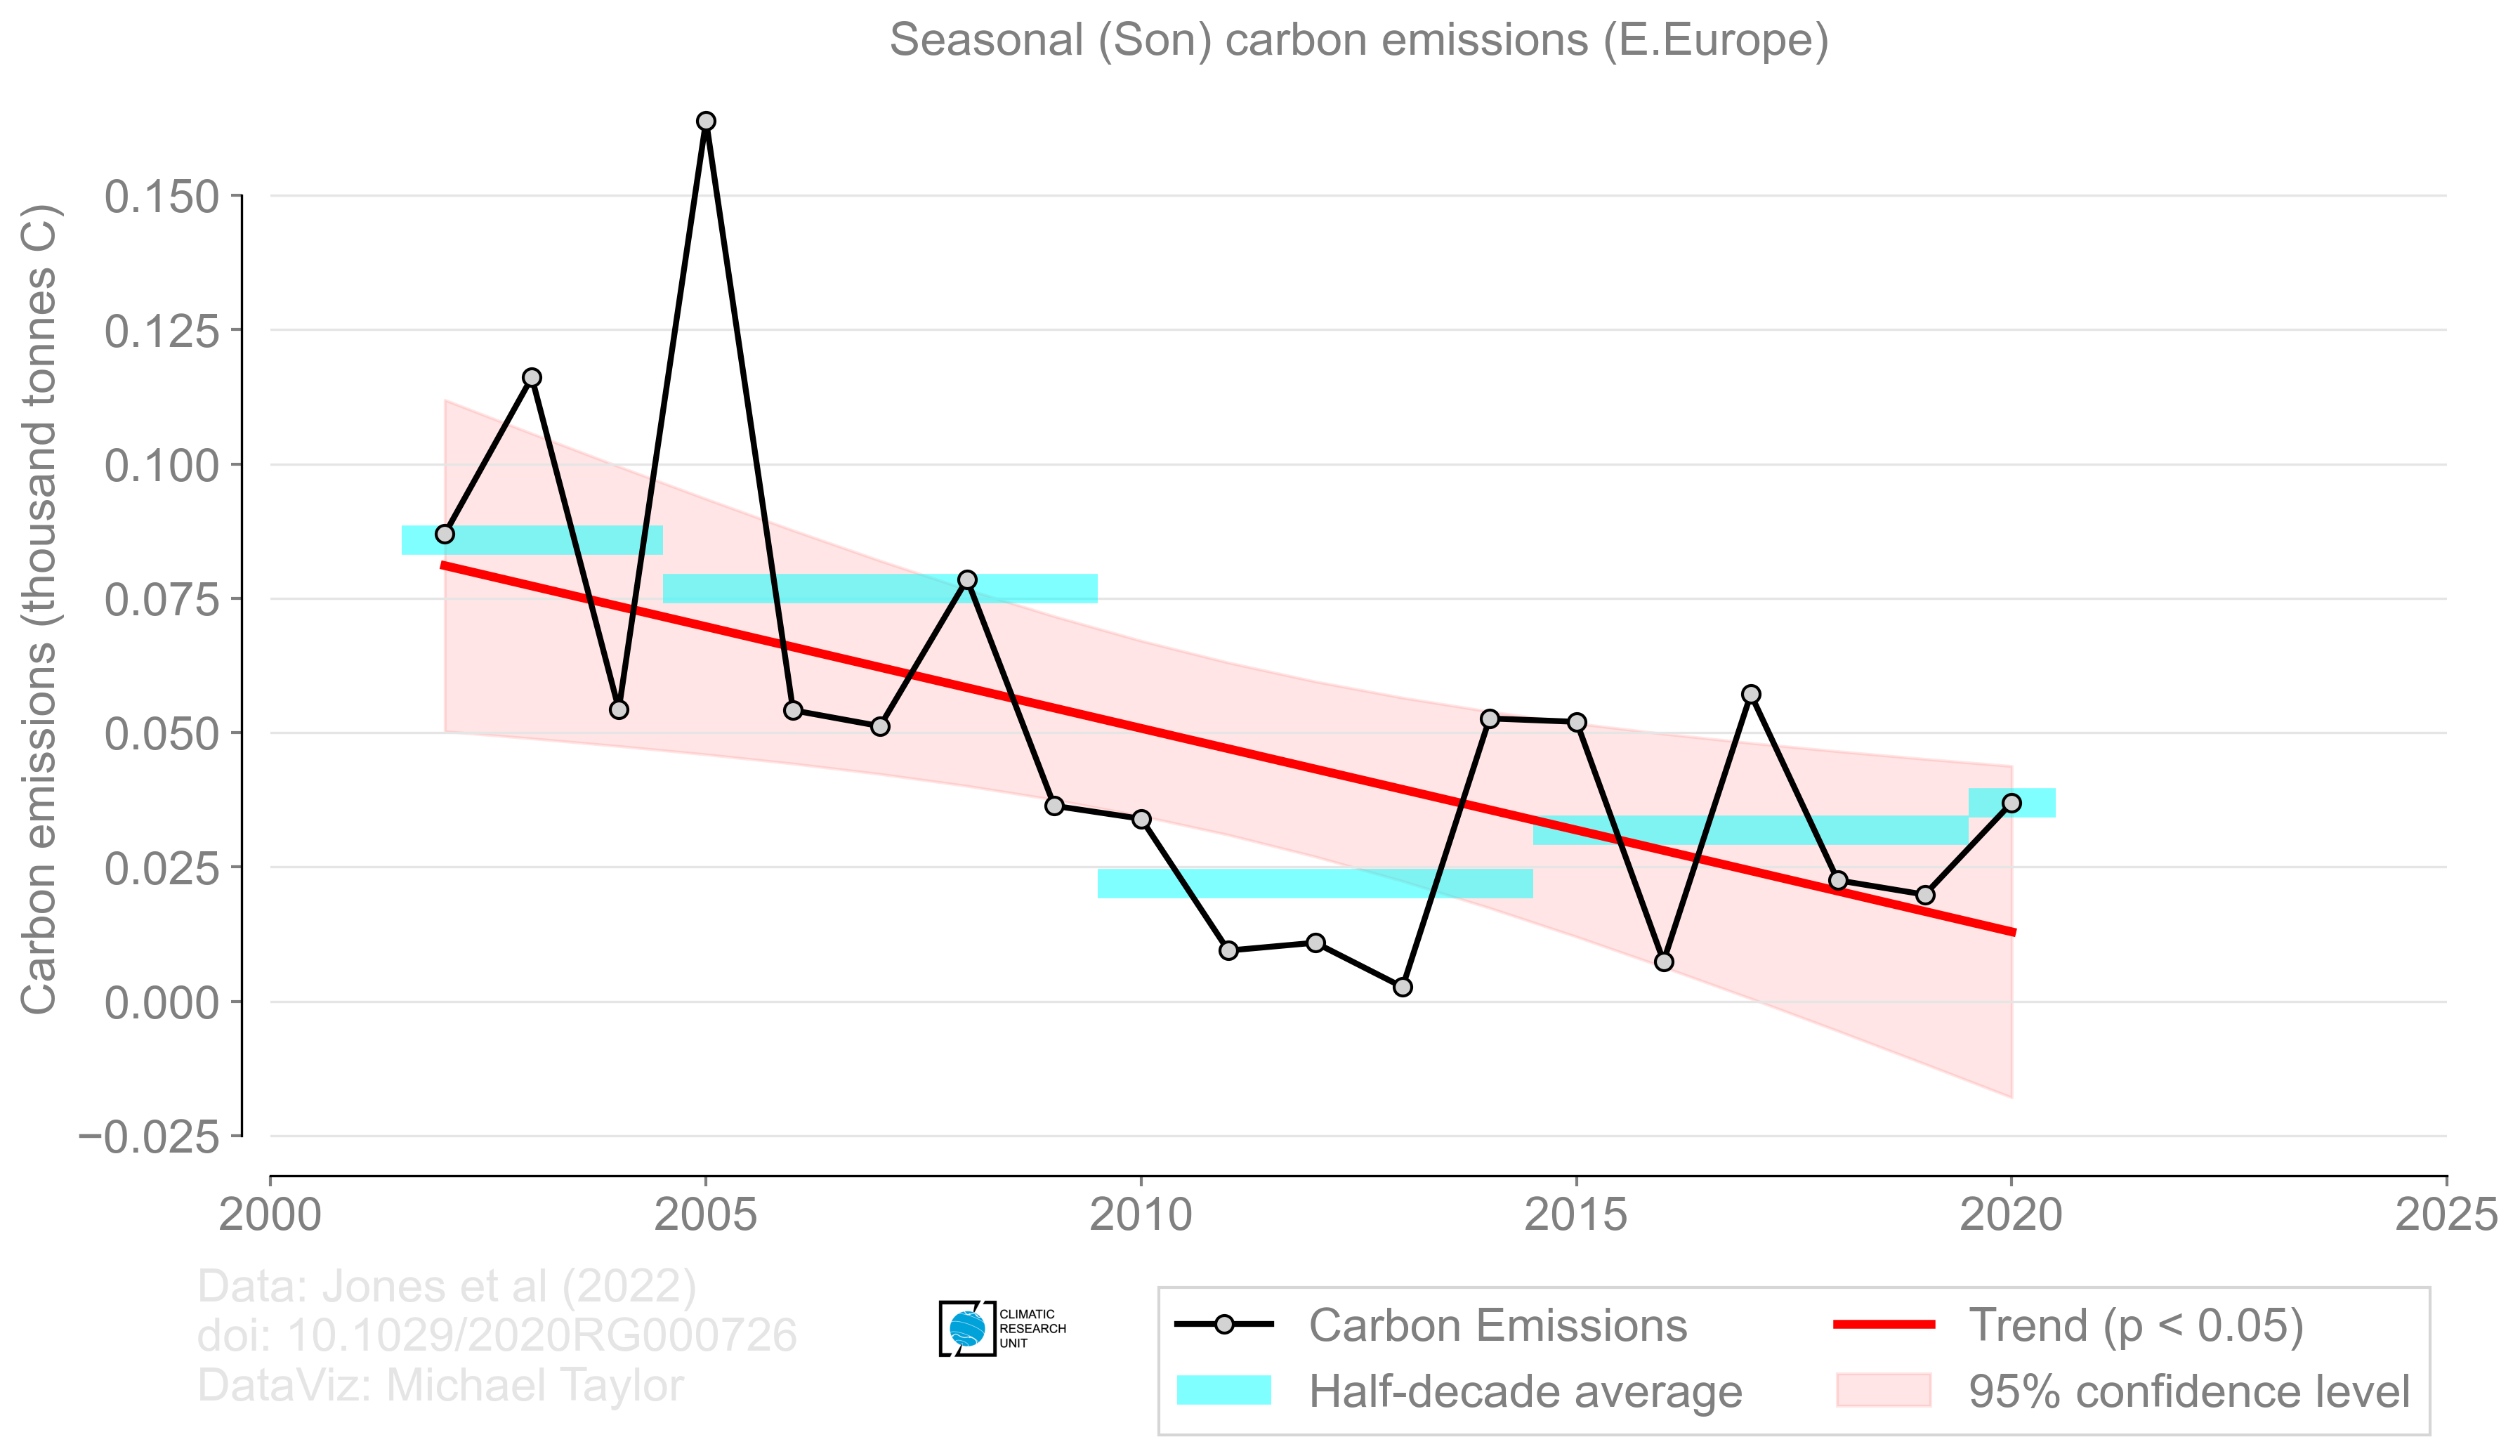 Seasonal (Son) carbon emissions (E.Europe)
Carbon emissions (thousand tonnes C)
0.150
0.125
0.100
0.075
0.050
0.025
0.000
−0.025
2000 2005 2010 2015 2020 2025
Data: Jones et al (2022)
doi: 10.1029/2020RG000726
DataViz: Michael Taylor
CLIMATIC
RESEARCH
UNIT
Carbon Emissions
Half-decade average
Trend (p < 0.05)
95% confidence level